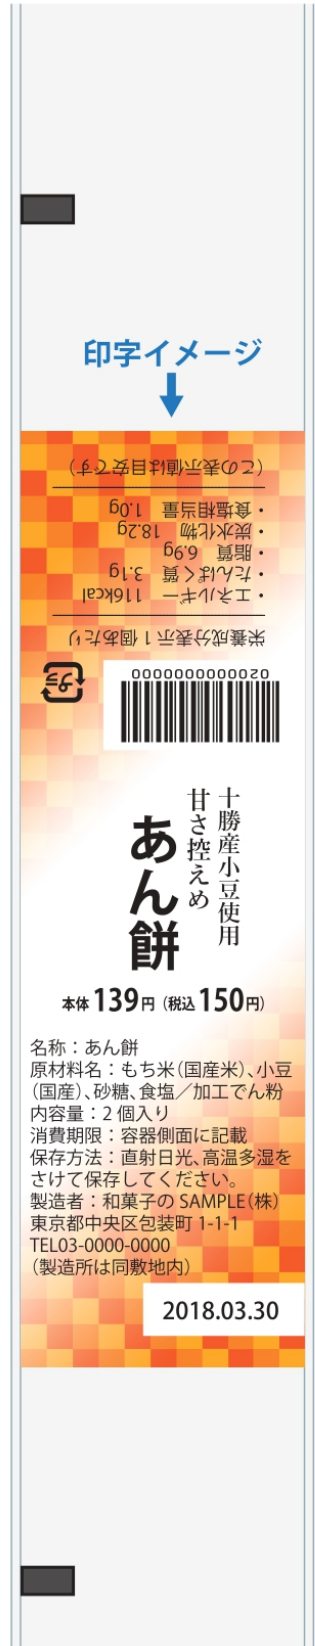 印字イメージ
栄養成分表示1個あたり
・エネルギー 116kcal
・たんぱく質 3.1g
・脂質 6.9g
・炭水化物 18.2g
・食塩相当量 1.0g
（この表示値は目安です）
プラ
0200000000000
十勝産小豆使用
甘さ控えめ
あん餅
本体139円（税込150円）
名称：あん餅
原材料名：もち米（国産米）、小豆
（国産）、砂糖、食塩／加工でん粉
内容量：2個入り
消費期限：容器側面に記載
保存方法：直射日光、高温多湿を
さけて保存してください。
製造者：和菓子のSAMPLE（株）
東京都中央区包装町1-1-1
TEL03-0000-0000
（製造所は同敷地内）
2018.03.30